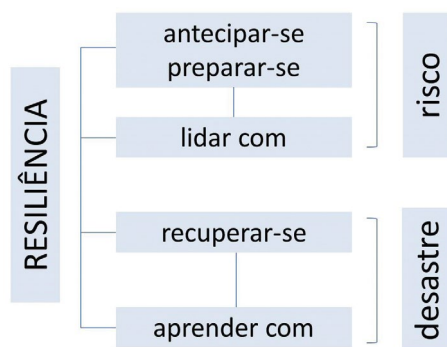 RESILIÊNCIA
antecipar-se
preparar-se
lidar com
recuperar-se
aprender com
risco
desastre